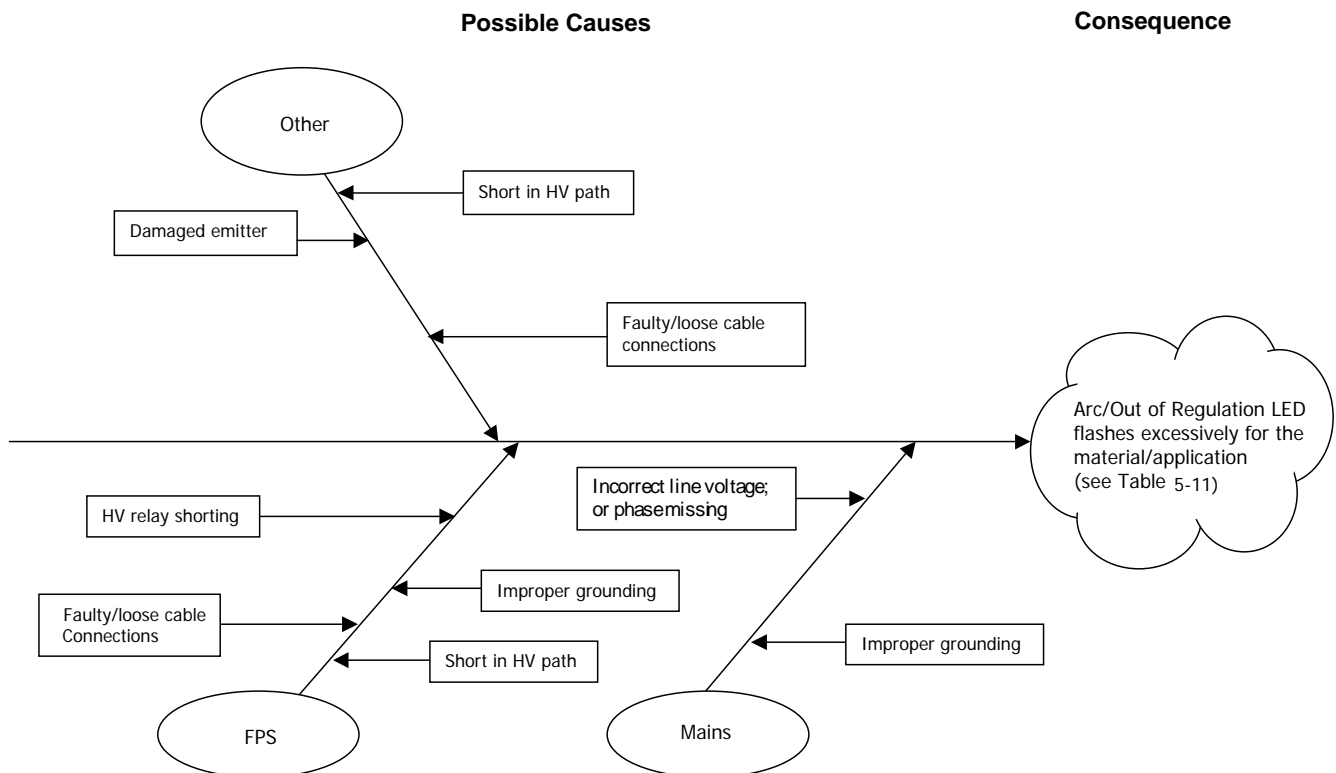 Possible Causes
Consequence
Other
Short in HV path
Damaged emitter
Faulty/loose cable
connections
Arc/Out of Regulation LED
flashes excessively for the
material/application
(see Table 5-11)
Incorrect line voltage;
or phase missing
HV relay shorting
Improper grounding
Faulty/loose cable
Connections
Improper grounding
Short in HV path
FPS
Mains